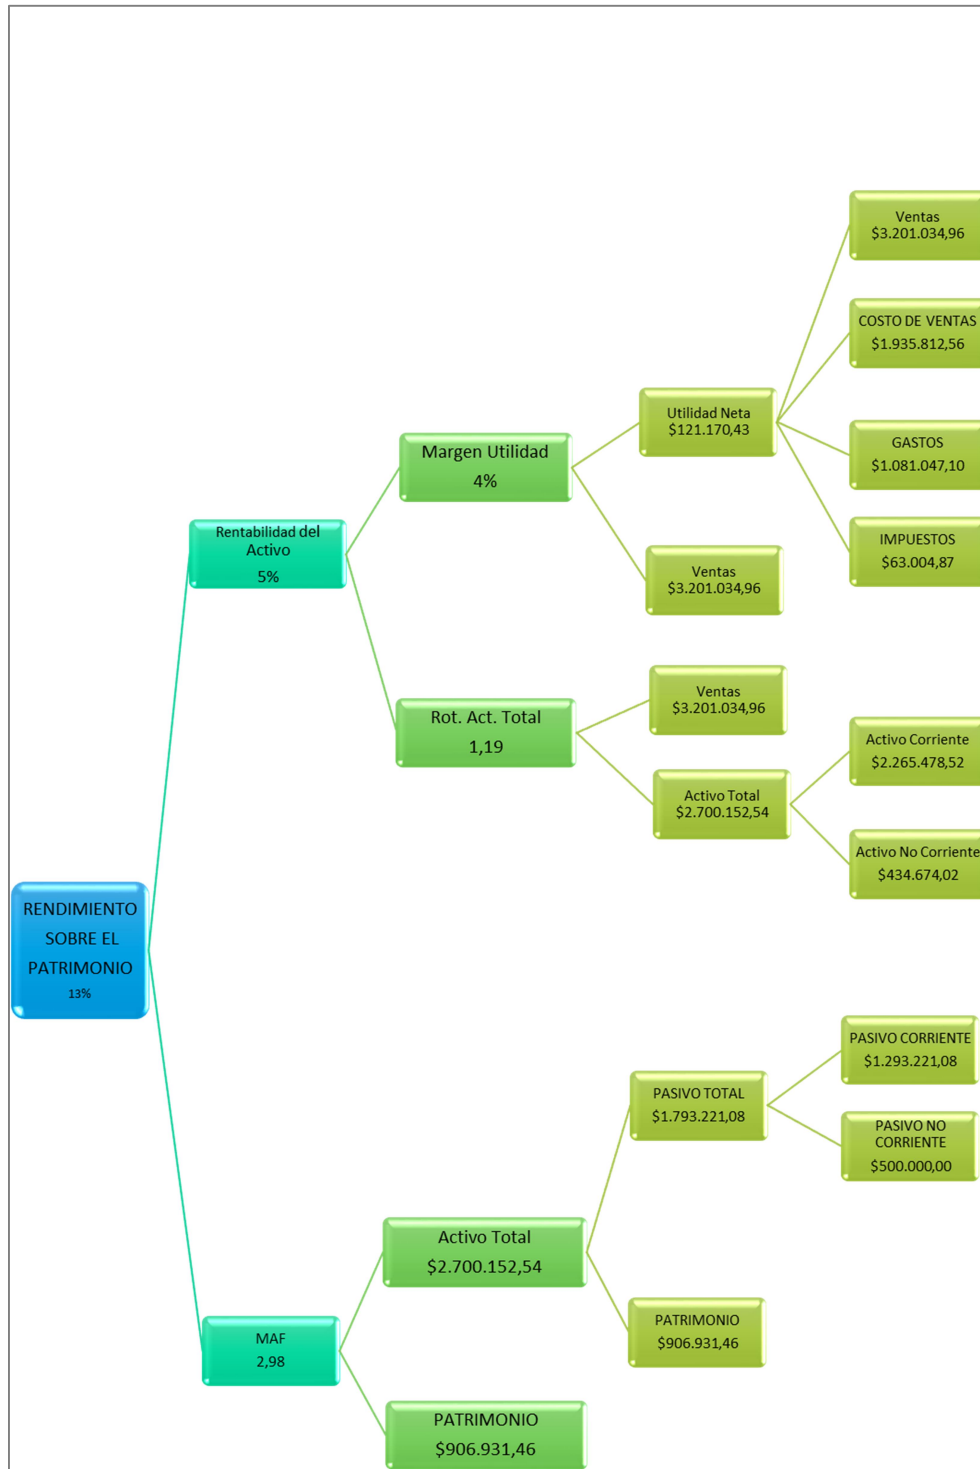 Ventas
$3.201.034,96
COSTO DE VENTAS
$1.935.812,56
Utilidad Neta
$121.170,43
GASTOS
$1.081.047,10
Margen Utilidad
4%
IMPUESTOS
$63.004,87
Rentabilidad del
Activo
5%
Ventas
$3.201.034,96
Ventas
$3.201.034,96
Rot. Act. Total
1,19
Activo Corriente
$2.265.478,52
Activo Total
$2.700.152,54
Activo No Corriente
$434.674,02
RENDIMIENTO
SOBRE EL
PATRIMONIO
13%
PASIVO CORRIENTE
$1.293.221,08
PASIVO TOTAL
$1.793.221,08
PASIVO NO
CORRIENTE
$500.000,00
Activo Total
$2.700.152,54
PATRIMONIO
$906.931,46
MAF
2,98
PATRIMONIO
$906.931,46